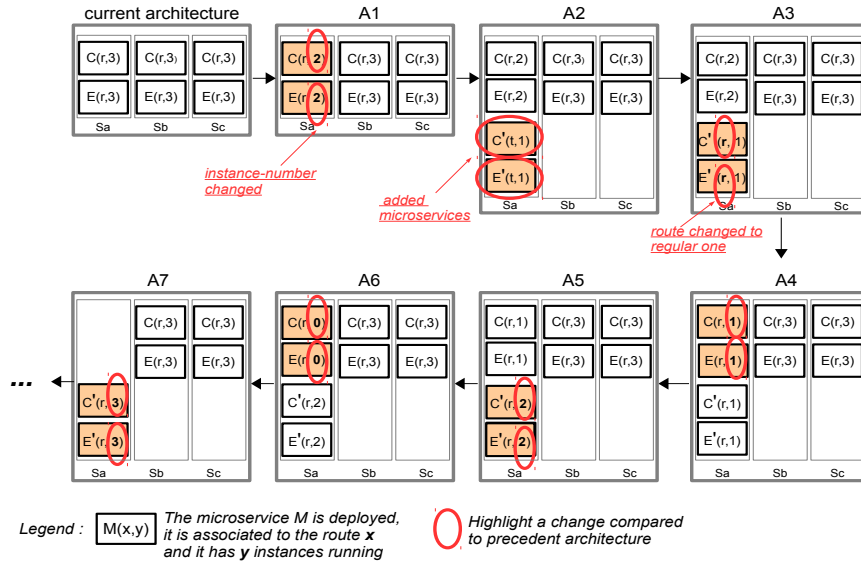 current architecture
A1
A2
A3
C(r,3) C(r,3) C(r,3)
E(r,3) E(r,3) E(r,3)
Sa Sb Sc
C(r,2) C(r,3) C(r,3)
E(r,2) E(r,3) E(r,3)
Sa Sb Sc
instance-number
changed
C(r,2) C(r,3) C(r,3)
E(r,2) E(r,3) E(r,3)
C'(t,1)
E'(t,1)
Sa Sb Sc
added
microservices
C(r,2) C(r,3) C(r,3)
E(r,2) E(r,3) E(r,3)
C'(r,1)
E'(r,1)
Sa Sb Sc
route changed to
regular one
A7
A6
A5
A4
...
C(r,3) C(r,3)
E(r,3) E(r,3)
C'(r,3)
E'(r,3)
Sa Sb Sc
C(r,0) C(r,3) C(r,3)
E(r,0) E(r,3) E(r,3)
C'(r,2)
E'(r,2)
Sa Sb Sc
C(r,1) C(r,3) C(r,3)
E(r,1) E(r,3) E(r,3)
C'(r,2)
E'(r,2)
Sa Sb Sc
C(r,1) C(r,3) C(r,3)
E(r,1) E(r,3) E(r,3)
C'(r,1)
E'(r,1)
Sa Sb Sc
Legend :
M(x,y)
The microservice M is deployed,
it is associated to the route x
and it has y instances running
Highlight a change compared
to precedent architecture